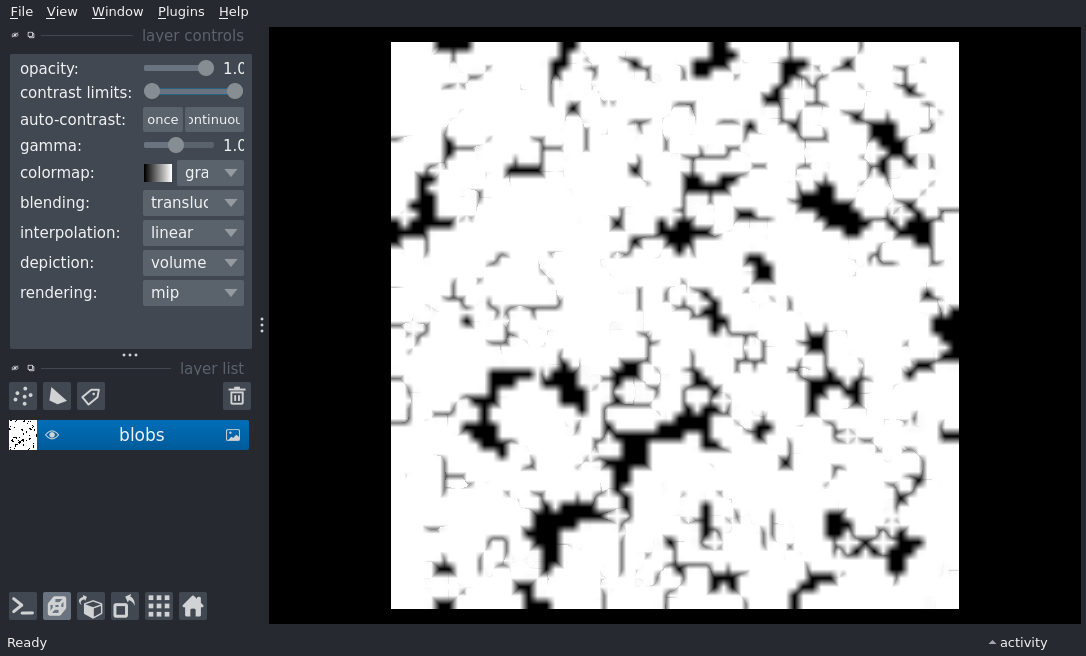 File View Window Plugins Help
layer controls
opacity: 1.0
contrast limits:
auto-contrast: once ontinuou
gamma: 1.0
colormap: gra
blending: transluc
interpolation: linear
depiction: volume
rendering: mip
layer list
blobs
Ready activity